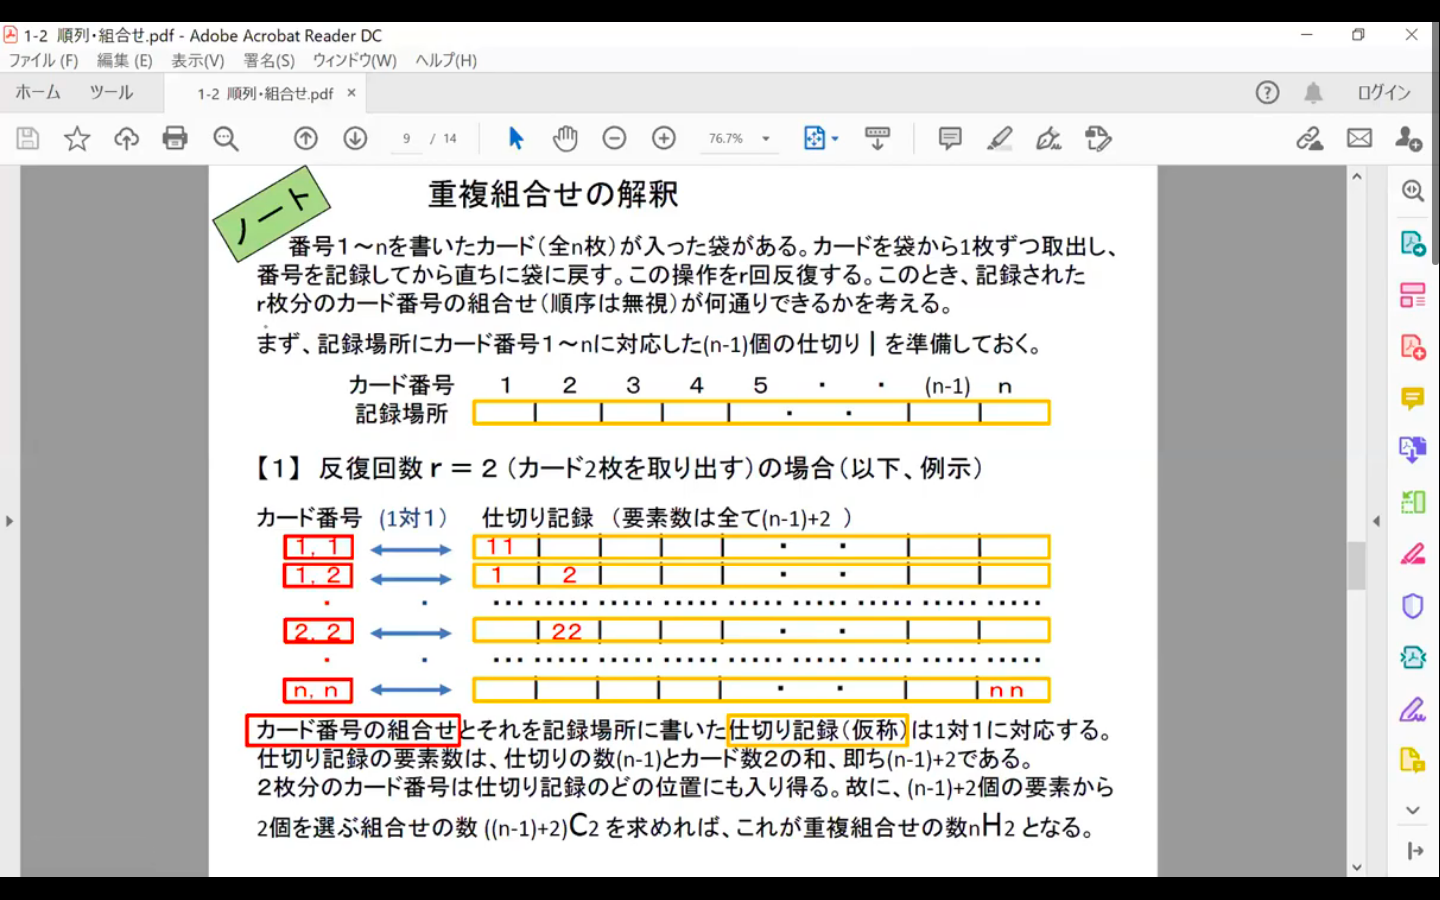 1-2 順列・組合せ.pdf - Adobe Acrobat Reader DC
ファイル(F) 編集(E) 表示(V) 署名(S) ウィンドウ(W) ヘルプ(H)
ホーム ツール 1-2 順列・組合せ.pdf × ログイン
9 / 14 76.7%
ノート
重複組合せの解釈
番号1～nを書いたカード(全n枚)が入った袋がある。カードを袋から1枚ずつ取出し、
番号を記録してから直ちに袋に戻す。この操作をr回反復する。このとき、記録された
r枚分のカード番号の組合せ(順序は無視)が何通りできるかを考える。
まず、記録場所にカード番号1～nに対応した(n-1)個の仕切り | を準備しておく。
カード番号 1 2 3 4 5 ・ ・ (n-1) n
記録場所 | | | | ・ ・ | |
【1】 反復回数r=2(カード2枚を取り出す)の場合(以下、例示)
カード番号 (1対1) 仕切り記録 (要素数は全て(n-1)+2 )
1, 1 11 | | | | ・ ・ | |
1, 2 1 | 2 | | | ・ ・ | |
・ ・ ・・・ ・・・・・ ・・・・・ ・・・・・ ・・・・・ ・・・・・ ・・・・・ ・・・・・ ・・・・・
2, 2 | 22 | | | ・ ・ | |
・ ・ ・・・ ・・・・・ ・・・・・ ・・・・・ ・・・・・ ・・・・・ ・・・・・ ・・・・・ ・・・・・
n, n | | | | ・ ・ | | n n
カード番号の組合せとそれを記録場所に書いた仕切り記録(仮称)は1対1に対応する。
仕切り記録の要素数は、仕切りの数(n-1)とカード数2の和、即ち(n-1)+2である。
2枚分のカード番号は仕切り記録のどの位置にも入り得る。故に、(n-1)+2個の要素から
2個を選ぶ組合せの数 ((n-1)+2)C2 を求めれば、これが重複組合せの数nH2 となる。